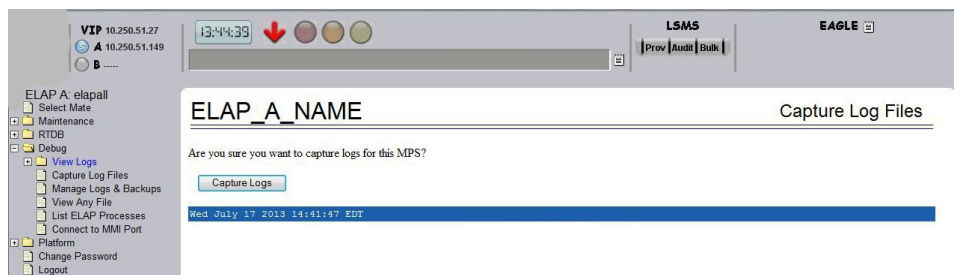 VIP 10.250.51.27
A 10.250.51.149
B -----
13:44:39
LSMS
Prov Audit Bulk
EAGLE
ELAP A: elapall
Select Mate
Maintenance
RTDB
Debug
View Logs
Capture Log Files
Manage Logs & Backups
View Any File
List ELAP Processes
Connect to MMI Port
Platform
Change Password
Logout
ELAP_A_NAME
Capture Log Files
Are you sure you want to capture logs for this MPS?
Capture Logs
Wed July 17 2013 14:41:47 EDT